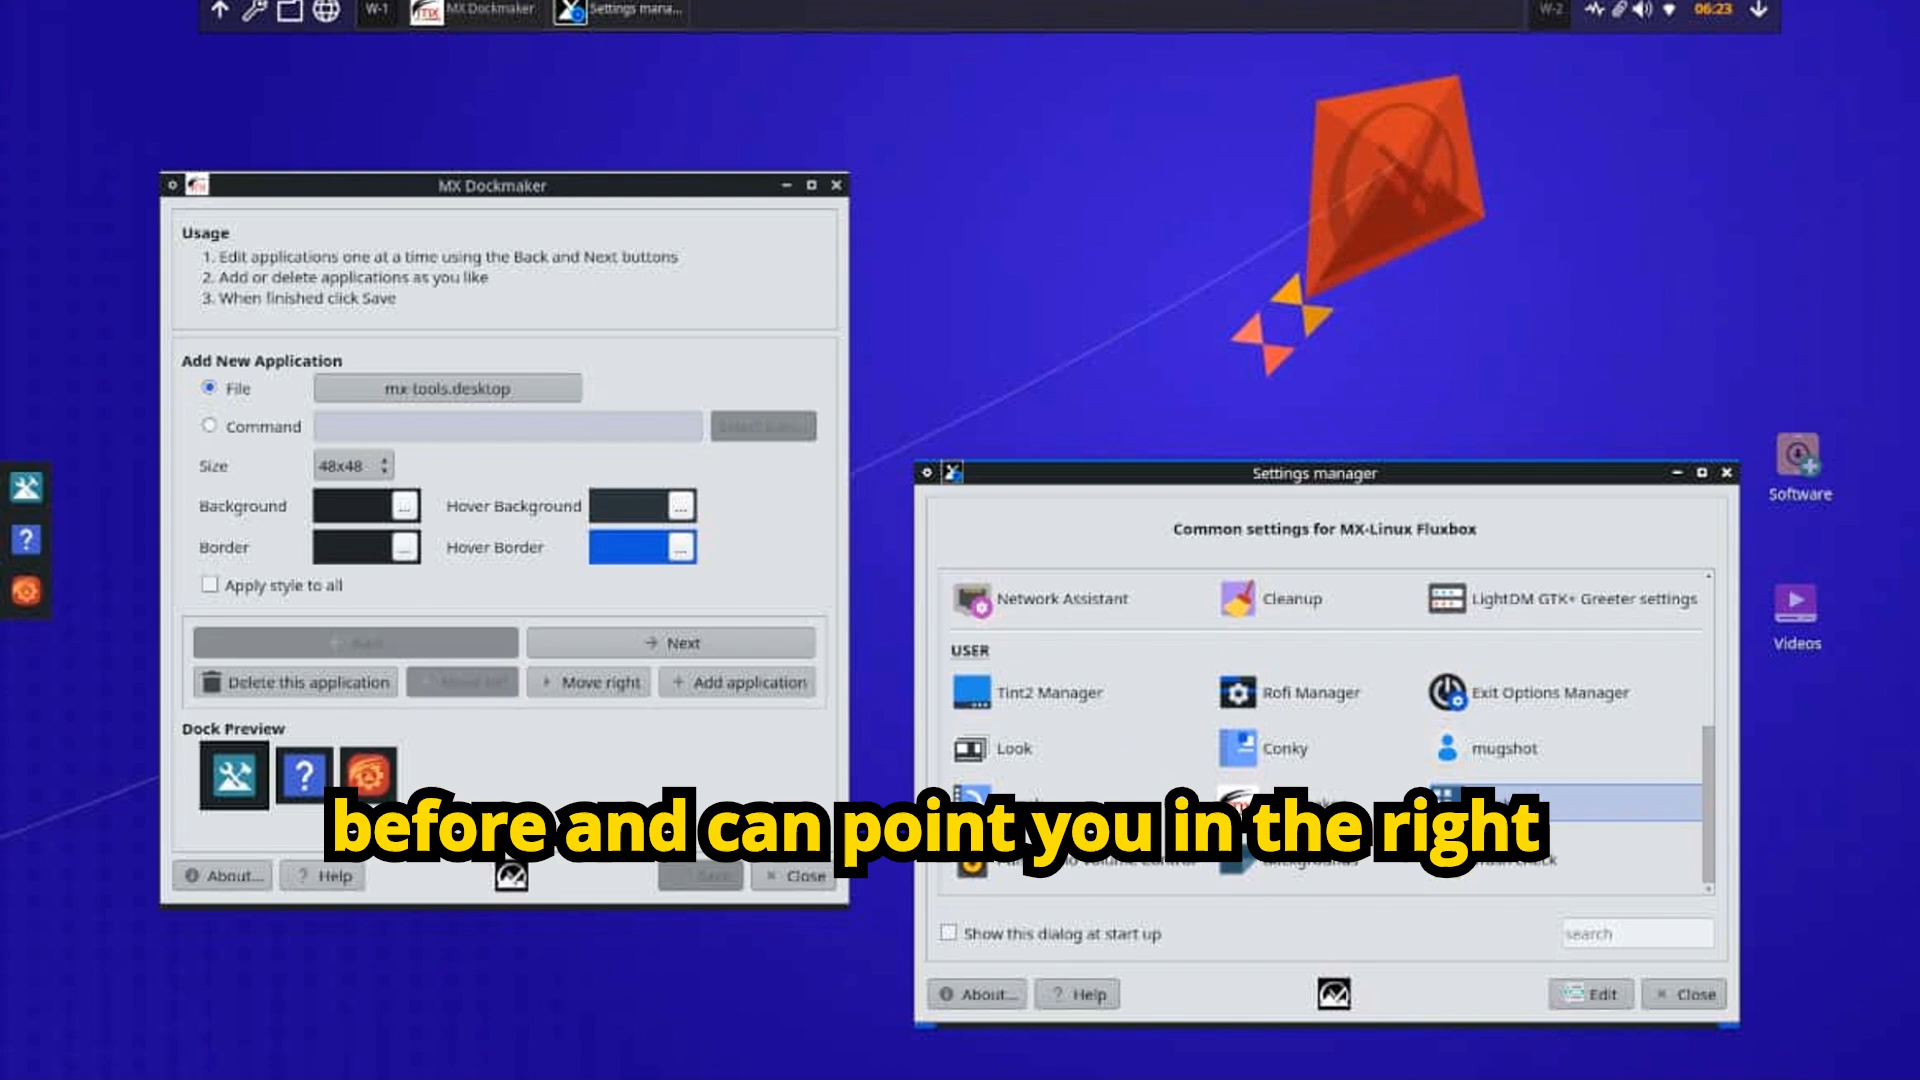 W-1
MX Dockmaker
Settings mana...
W-2
06:23
MX Dockmaker
Usage
1. Edit applications one at a time using the Back and Next buttons
2. Add or delete applications as you like
3. When finished click Save
Add New Application
File
mx-tools.desktop
Command
Size
48x48
Background
...
Hover Background
...
Border
...
Hover Border
...
Apply style to all
Next
Delete this application
Move right
+ Add application
Dock Preview
About...
? Help
Close
Software
Videos
Settings manager
Common settings for MX-Linux Fluxbox
Network Assistant
Cleanup
LightDM GTK+ Greeter settings
USER
Tint2 Manager
Rofi Manager
Exit Options Manager
Look
Conky
mugshot
before and can point you in the right
Show this dialog at start up
search
About...
? Help
Edit
Close